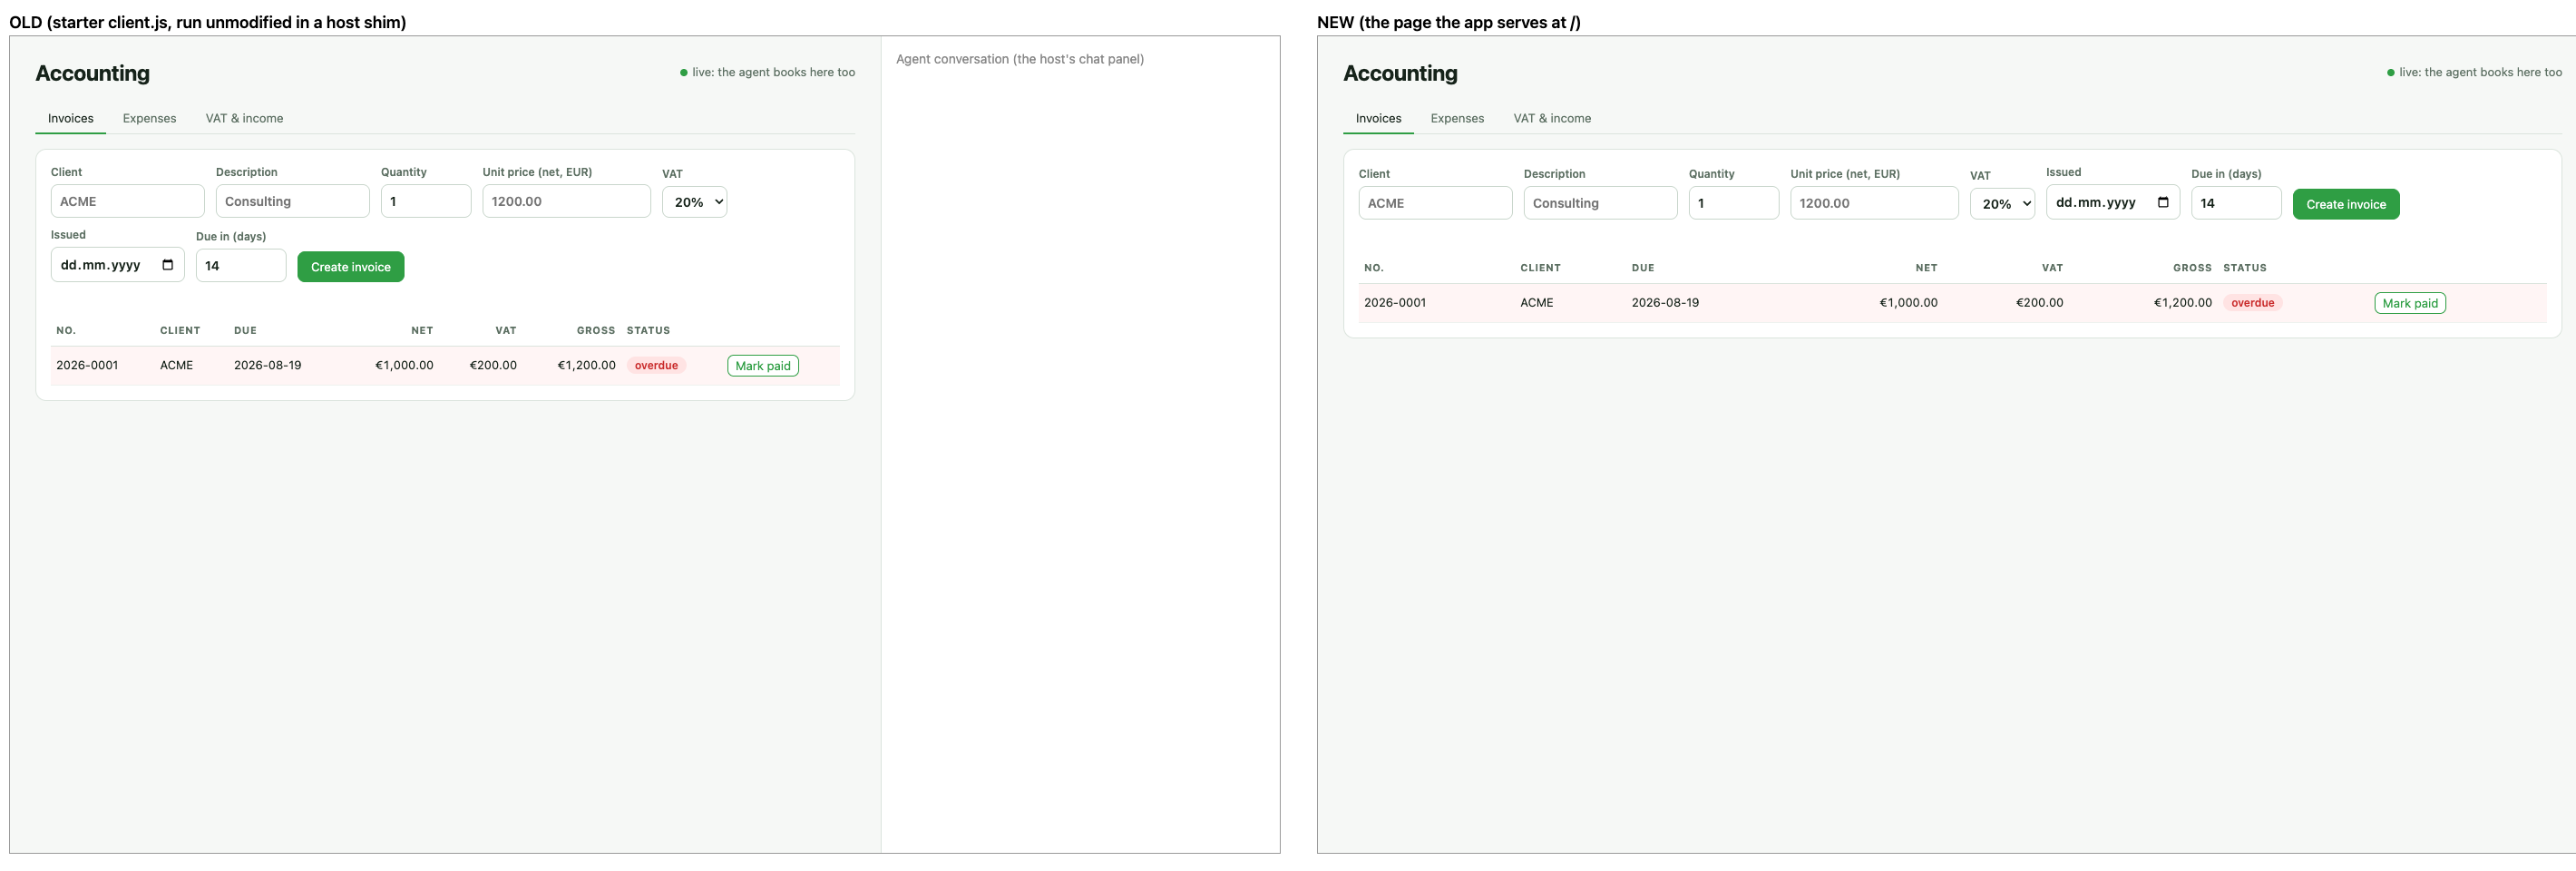 OLD (starter client.js, run unmodified in a host shim)
Accounting
live: the agent books here too
Invoices Expenses VAT & income
Client Description Quantity Unit price (net, EUR) VAT
ACME Consulting 1 1200.00 20%
Issued Due in (days)
dd.mm.yyyy 14 Create invoice
NO. CLIENT DUE NET VAT GROSS STATUS
2026-0001 ACME 2026-08-19 €1,000.00 €200.00 €1,200.00 overdue Mark paid
Agent conversation (the host's chat panel)
NEW (the page the app serves at /)
Accounting
live: the agent books here too
Invoices Expenses VAT & income
Client Description Quantity Unit price (net, EUR) VAT Issued Due in (days)
ACME Consulting 1 1200.00 20% dd.mm.yyyy 14 Create invoice
NO. CLIENT DUE NET VAT GROSS STATUS
2026-0001 ACME 2026-08-19 €1,000.00 €200.00 €1,200.00 overdue Mark paid